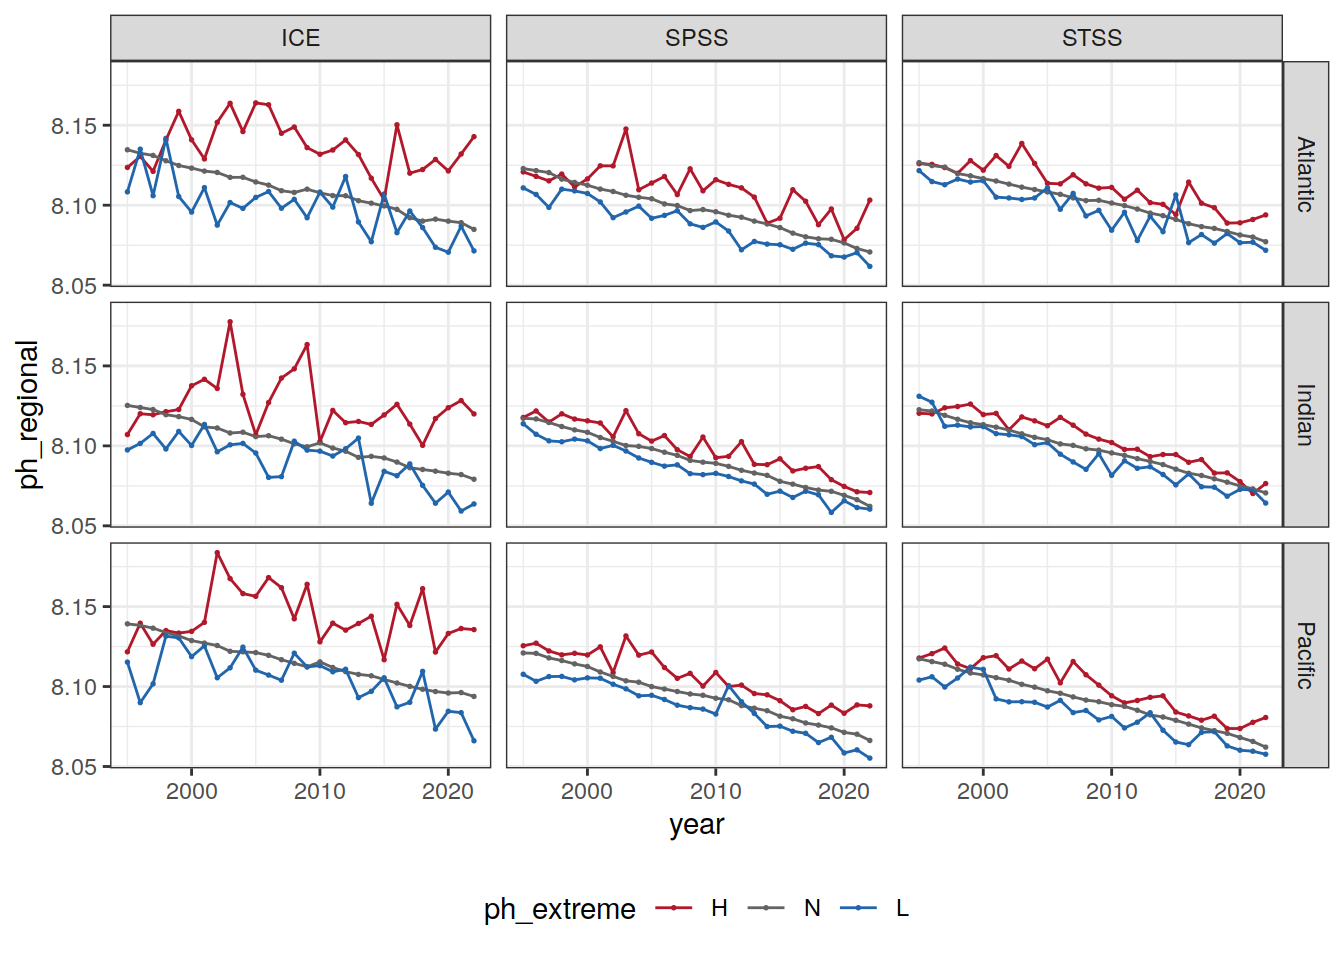 ICE SPSS STSS
8.15
8.10
8.05
Atlantic
8.15
8.10
8.05
Indian
8.15
8.10
8.05
Pacific
ph_regional
2000 2010 2020 2000 2010 2020 2000 2010 2020
year
ph_extreme H N L